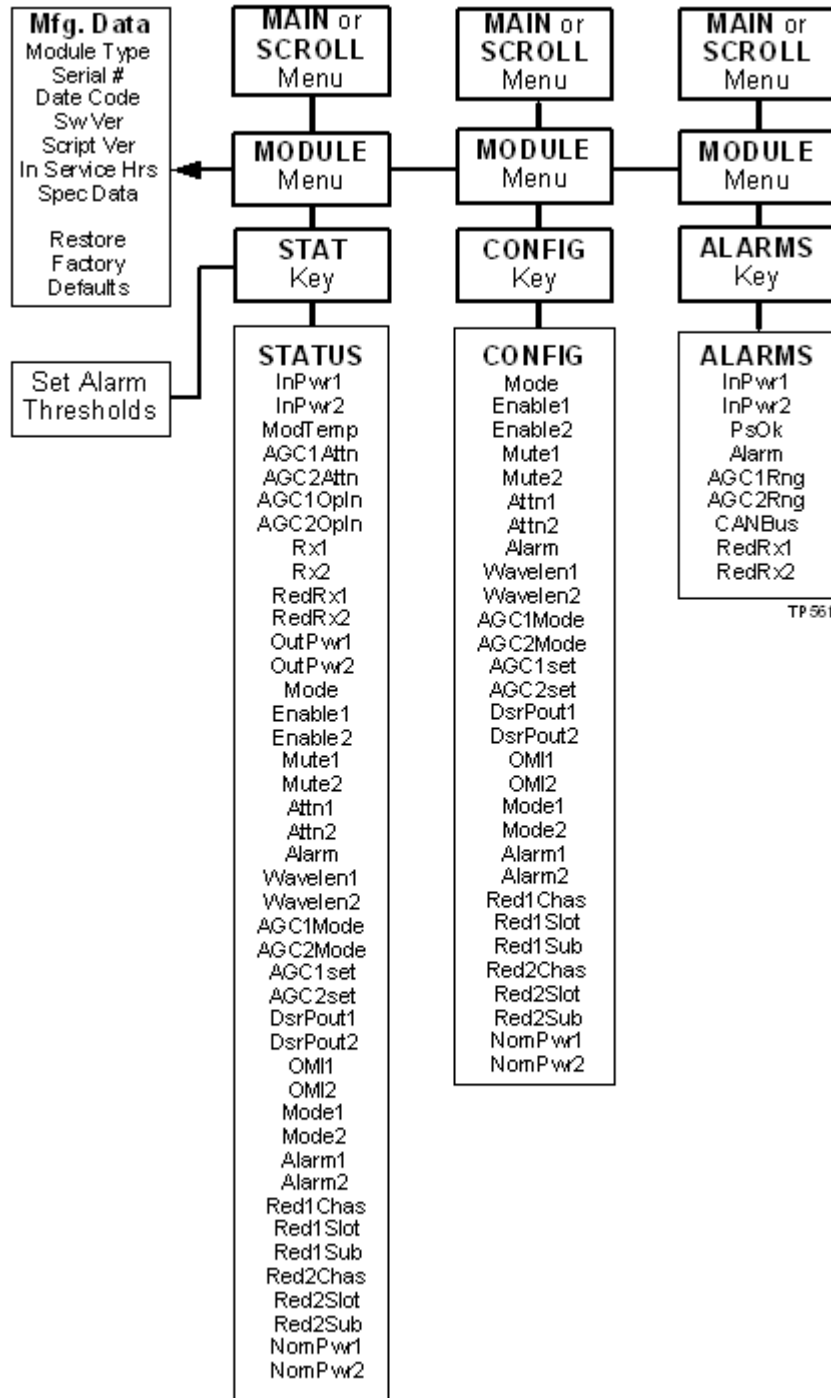 Mfg. Data
Module Type
Serial #
Date Code
Sw Ver
Script Ver
In Service Hrs
Spec Data
Restore
Factory
Defaults
Set Alarm
Thresholds
MAIN or
SCROLL
Menu
MODULE
Menu
STAT
Key
STATUS
InPwr1
InPwr2
ModTemp
AGC1Attn
AGC2Attn
AGC1OpIn
AGC2OpIn
Rx1
Rx2
RedRx1
RedRx2
OutPwr1
OutPwr2
Mode
Enable1
Enable2
Mute1
Mute2
Attn1
Attn2
Alarm
Wavelen1
Wavelen2
AGC1Mode
AGC2Mode
AGC1set
AGC2set
DsrPout1
DsrPout2
OMI1
OMI2
Mode1
Mode2
Alarm1
Alarm2
Red1Chas
Red1Slot
Red1Sub
Red2Chas
Red2Slot
Red2Sub
NomPwr1
NomPwr2
MAIN or
SCROLL
Menu
MODULE
Menu
CONFIG
Key
CONFIG
Mode
Enable1
Enable2
Mute1
Mute2
Attn1
Attn2
Alarm
Wavelen1
Wavelen2
AGC1Mode
AGC2Mode
AGC1set
AGC2set
DsrPout1
DsrPout2
OMI1
OMI2
Mode1
Mode2
Alarm1
Alarm2
Red1Chas
Red1Slot
Red1Sub
Red2Chas
Red2Slot
Red2Sub
NomPwr1
NomPwr2
MAIN or
SCROLL
Menu
MODULE
Menu
ALARMS
Key
ALARMS
InPwr1
InPwr2
PsOk
Alarm
AGC1Rng
AGC2Rng
CANBus
RedRx1
RedRx2
TP561